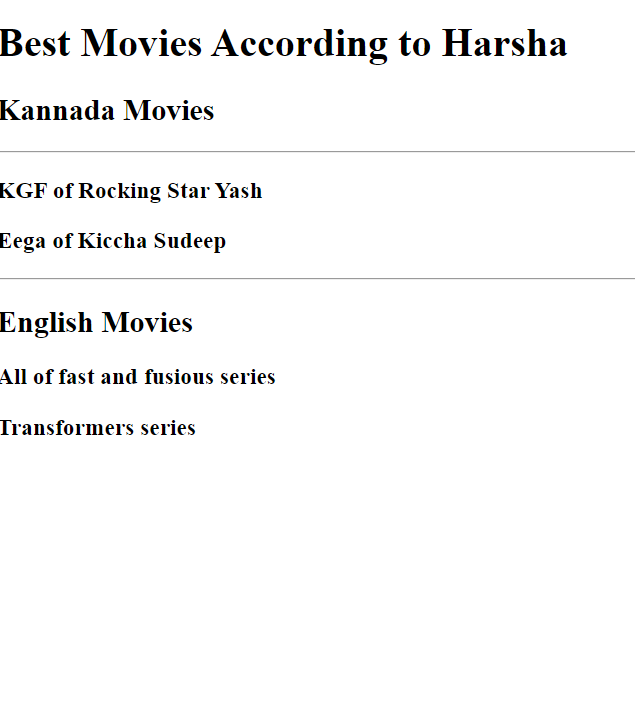 Best Movies According to Harsha
Kannada Movies
KGF of Rocking Star Yash
Eega of Kiccha Sudeep
English Movies
All of fast and fusious series
Transformers series